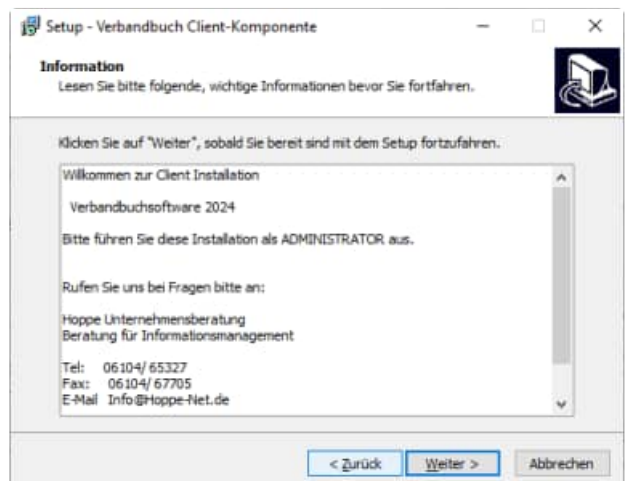 Setup - Verbandbuch Client-Komponente
Information
Lesen Sie bitte folgende, wichtige Informationen bevor Sie fortfahren.
Klicken Sie auf "Weiter", sobald Sie bereit sind mit dem Setup fortzufahren.
Willkommen zur Client Installation
Verbandbuchsoftware 2024
Bitte führen Sie diese Installation als ADMINISTRATOR aus.
Rufen Sie uns bei Fragen bitte an:
Hoppe Unternehmensberatung
Beratung für Informationsmanagement
Tel: 06104/ 65327
Fax: 06104/ 67705
E-Mail Info@Hoppe-Net.de
< Zurück Weiter > Abbrechen